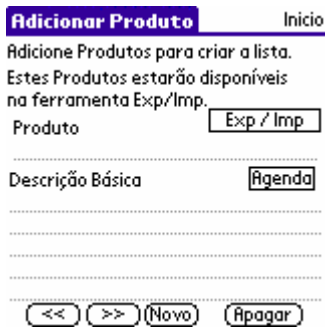 Adicionar Produto Inicio
Adicione Produtos para criar a lista.
Estes Produtos estarão disponíveis
na ferramenta Exp/Imp.
Produto Exp / Imp
Descrição Básica Agenda
<< >> Novo Apagar